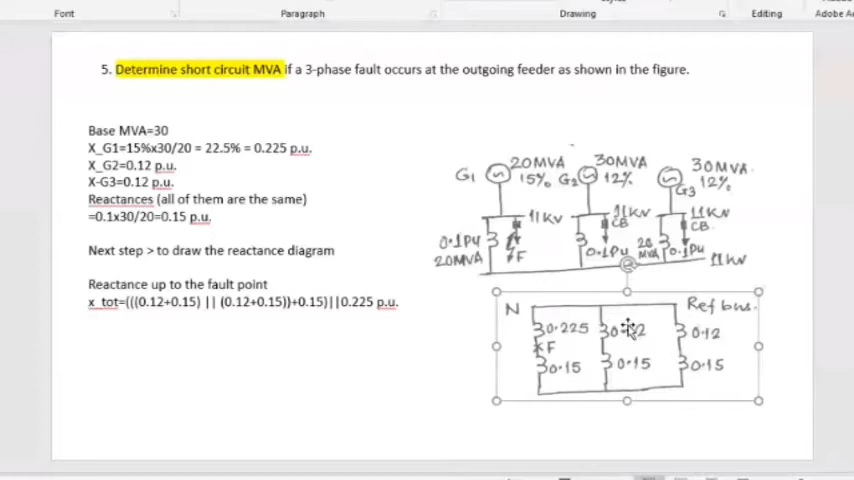 Font
Paragraph
Drawing
Editing
Adobe A
5. Determine short circuit MVA if a 3-phase fault occurs at the outgoing feeder as shown in the figure.
Base MVA=30
X_G1=15%x30/20 = 22.5% = 0.225 p.u.
X_G2=0.12 p.u.
X-G3=0.12 p.u.
Reactances (all of them are the same)
=0.1x30/20=0.15 p.u.
Next step > to draw the reactance diagram
Reactance up to the fault point
x_tot=(((0.12+0.15) || (0.12+0.15))+0.15)||0.225 p.u.
G1 20MVA 15%
G2 30MVA 12%
G3 30MVA 12%
11KV
11KV CB
11KN CB.
0.1PU 20MVA
F
0.1PU
20 MVA
0.1PU
11KV
N
Ref bus.
0.225
0.12
F
0.15
0.15
0.15